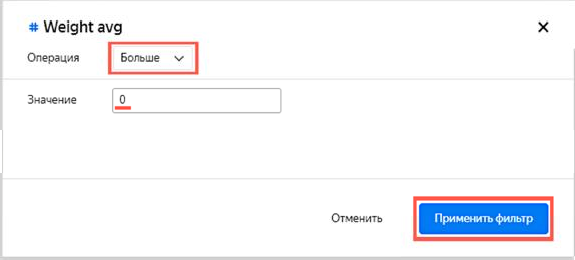 # Weight avg
Операция Больше
Значение 0
Отменить Применить фильтр